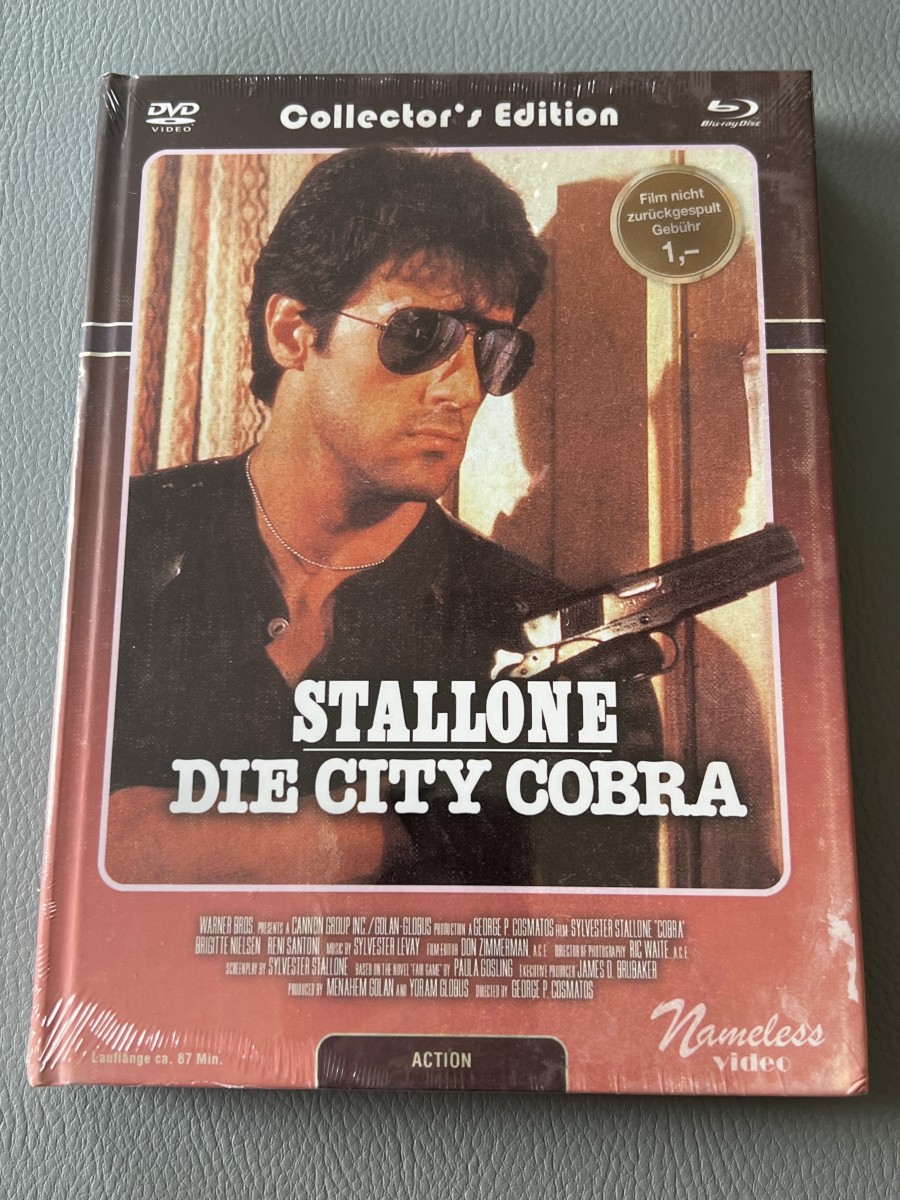 DVD
VIDEO
Collector's Edition
Blu-ray Disc
Film nicht
zurückgespult
Gebühr
1,–
STALLONE
DIE CITY COBRA
WARNER BROS. PRESENTS A CANNON GROUP INC./GOLAN-GLOBUS PRODUCTION A GEORGE P. COSMATOS FILM SYLVESTER STALLONE "COBRA"
BRIGITTE NIELSEN RENI SANTONI MUSIC BY SYLVESTER LEVAY FILM EDITOR DON ZIMMERMAN, A.C.E. DIRECTOR OF PHOTOGRAPHY RIC WAITE, A.C.E.
SCREENPLAY BY SYLVESTER STALLONE BASED ON THE NOVEL "FAIR GAME" BY PAULA GOSLING EXECUTIVE PRODUCER JAMES D. BRUBAKER
PRODUCED BY MENAHEM GOLAN AND YORAM GLOBUS DIRECTED BY GEORGE P. COSMATOS
Nameless
video
Lauflänge ca. 87 Min.
ACTION